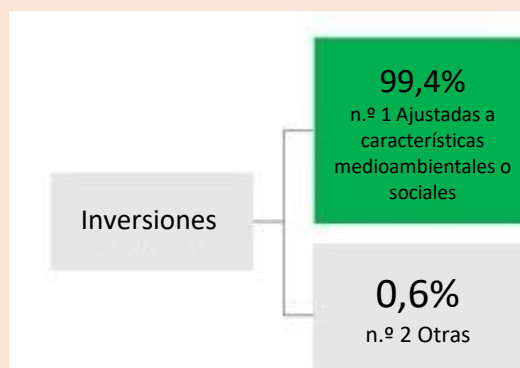 99,4%
n.º 1 Ajustadas a
características
medioambientales o
sociales
Inversiones
0,6%
n.º 2 Otras